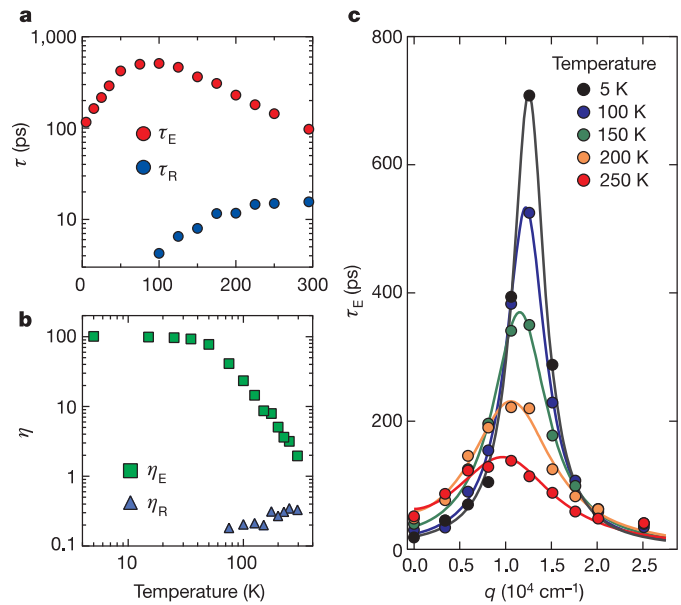 a
1,000
100
10
τ (ps)
τE
τR
0
100
200
300
b
100
10
1
0.1
η
ηE
ηR
10
100
Temperature (K)
c
800
600
400
200
0
τE (ps)
Temperature
5 K
100 K
150 K
200 K
250 K
0
0.5
1.0
1.5
2.0
2.5
q (10⁴ cm⁻¹)